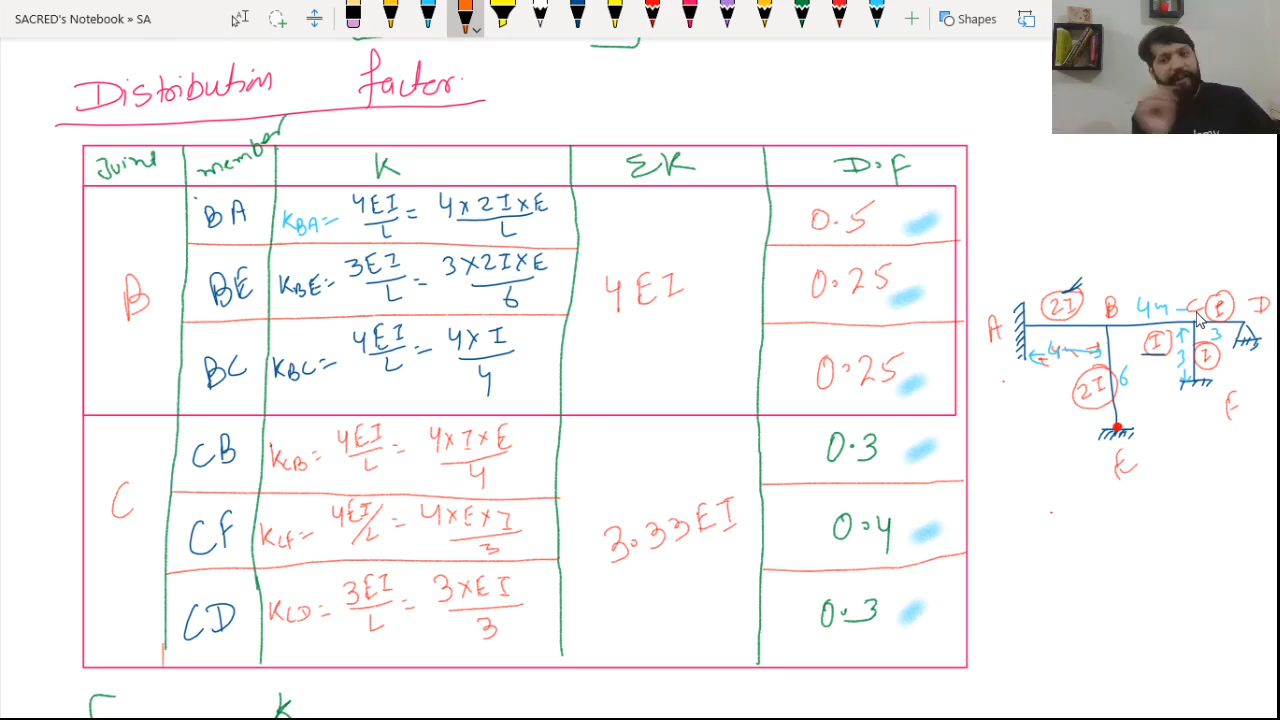 SACRED's Notebook » SA
Shapes
Distribution factor.
Joint member K ΣK D.F
B
BA KBA= 4EI/L = 4×2I×E/L 0.5
BE KBE= 3EI/L = 3×2I×E/6 4EI 0.25
BC KBC= 4EI/L = 4×I/4 0.25
C
CB KCB= 4EI/L = 4×I×E/4 0.3
CF KCF= 4EI/L = 4×E×I/3 3.33EI 0.4
CD KCD= 3EI/L = 3×EI/3 0.3
2I B 4m C I D
A
4 I 3 3 I
2I 6
F
E
K